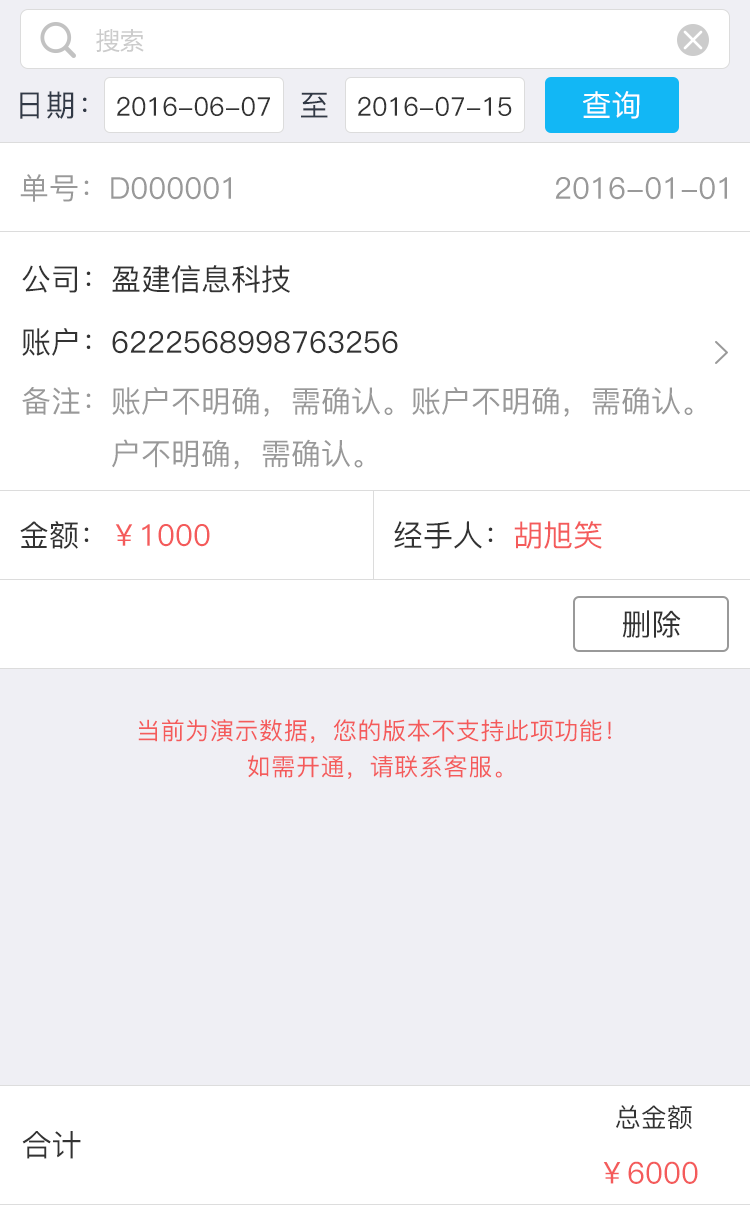 搜索
日期： 2016-06-07 至 2016-07-15 查询
单号： D000001 2016-01-01
公司： 盈建信息科技
账户： 6222568998763256
备注： 账户不明确，需确认。账户不明确，需确认。
户不明确，需确认。
金额： ￥1000 经手人： 胡旭笑
删除
当前为演示数据，您的版本不支持此项功能！
如需开通，请联系客服。
总金额
合计
￥6000